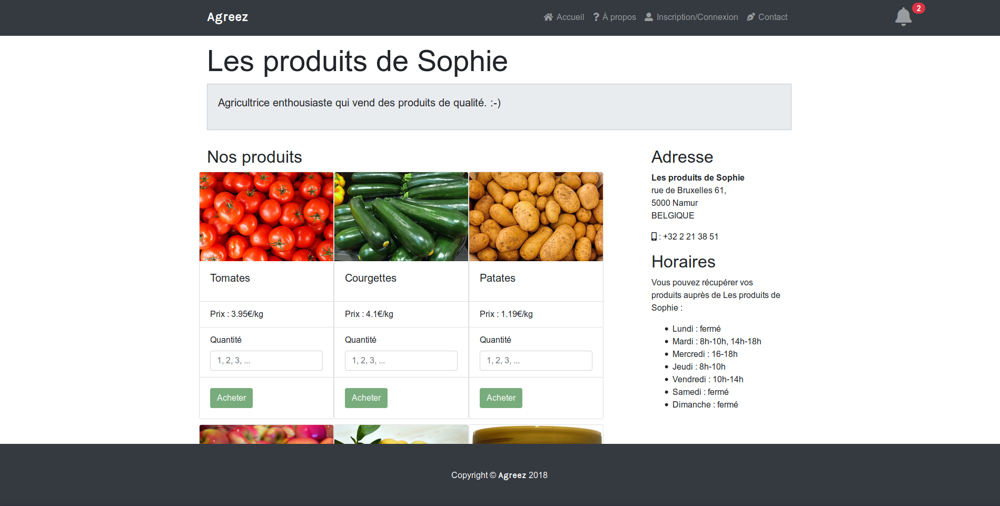 Agreez
Accueil
? À propos
Inscription/Connexion
Contact
2
Les produits de Sophie
Agricultrice enthousiaste qui vend des produits de qualité. :-)
Nos produits
Tomates
Prix : 3.95€/kg
Quantité
1, 2, 3, ...
Acheter
Courgettes
Prix : 4.1€/kg
Quantité
1, 2, 3, ...
Acheter
Patates
Prix : 1.19€/kg
Quantité
1, 2, 3, ...
Acheter
Adresse
Les produits de Sophie
rue de Bruxelles 61,
5000 Namur
BELGIQUE
: +32 2 21 38 51
Horaires
Vous pouvez récupérer vos
produits auprès de Les produits de
Sophie :
• Lundi : fermé
• Mardi : 8h-10h, 14h-18h
• Mercredi : 16-18h
• Jeudi : 8h-10h
• Vendredi : 10h-14h
• Samedi : fermé
• Dimanche : fermé
Copyright © Agreez 2018